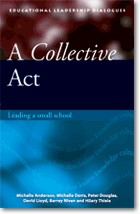 EDUCATIONAL LEADERSHIP DIALOGUES
A Collective
Act
Leading a small school
Michelle Anderson, Michelle Davis, Peter Douglas,
David Lloyd, Barrey Niven and Hilary Thiele